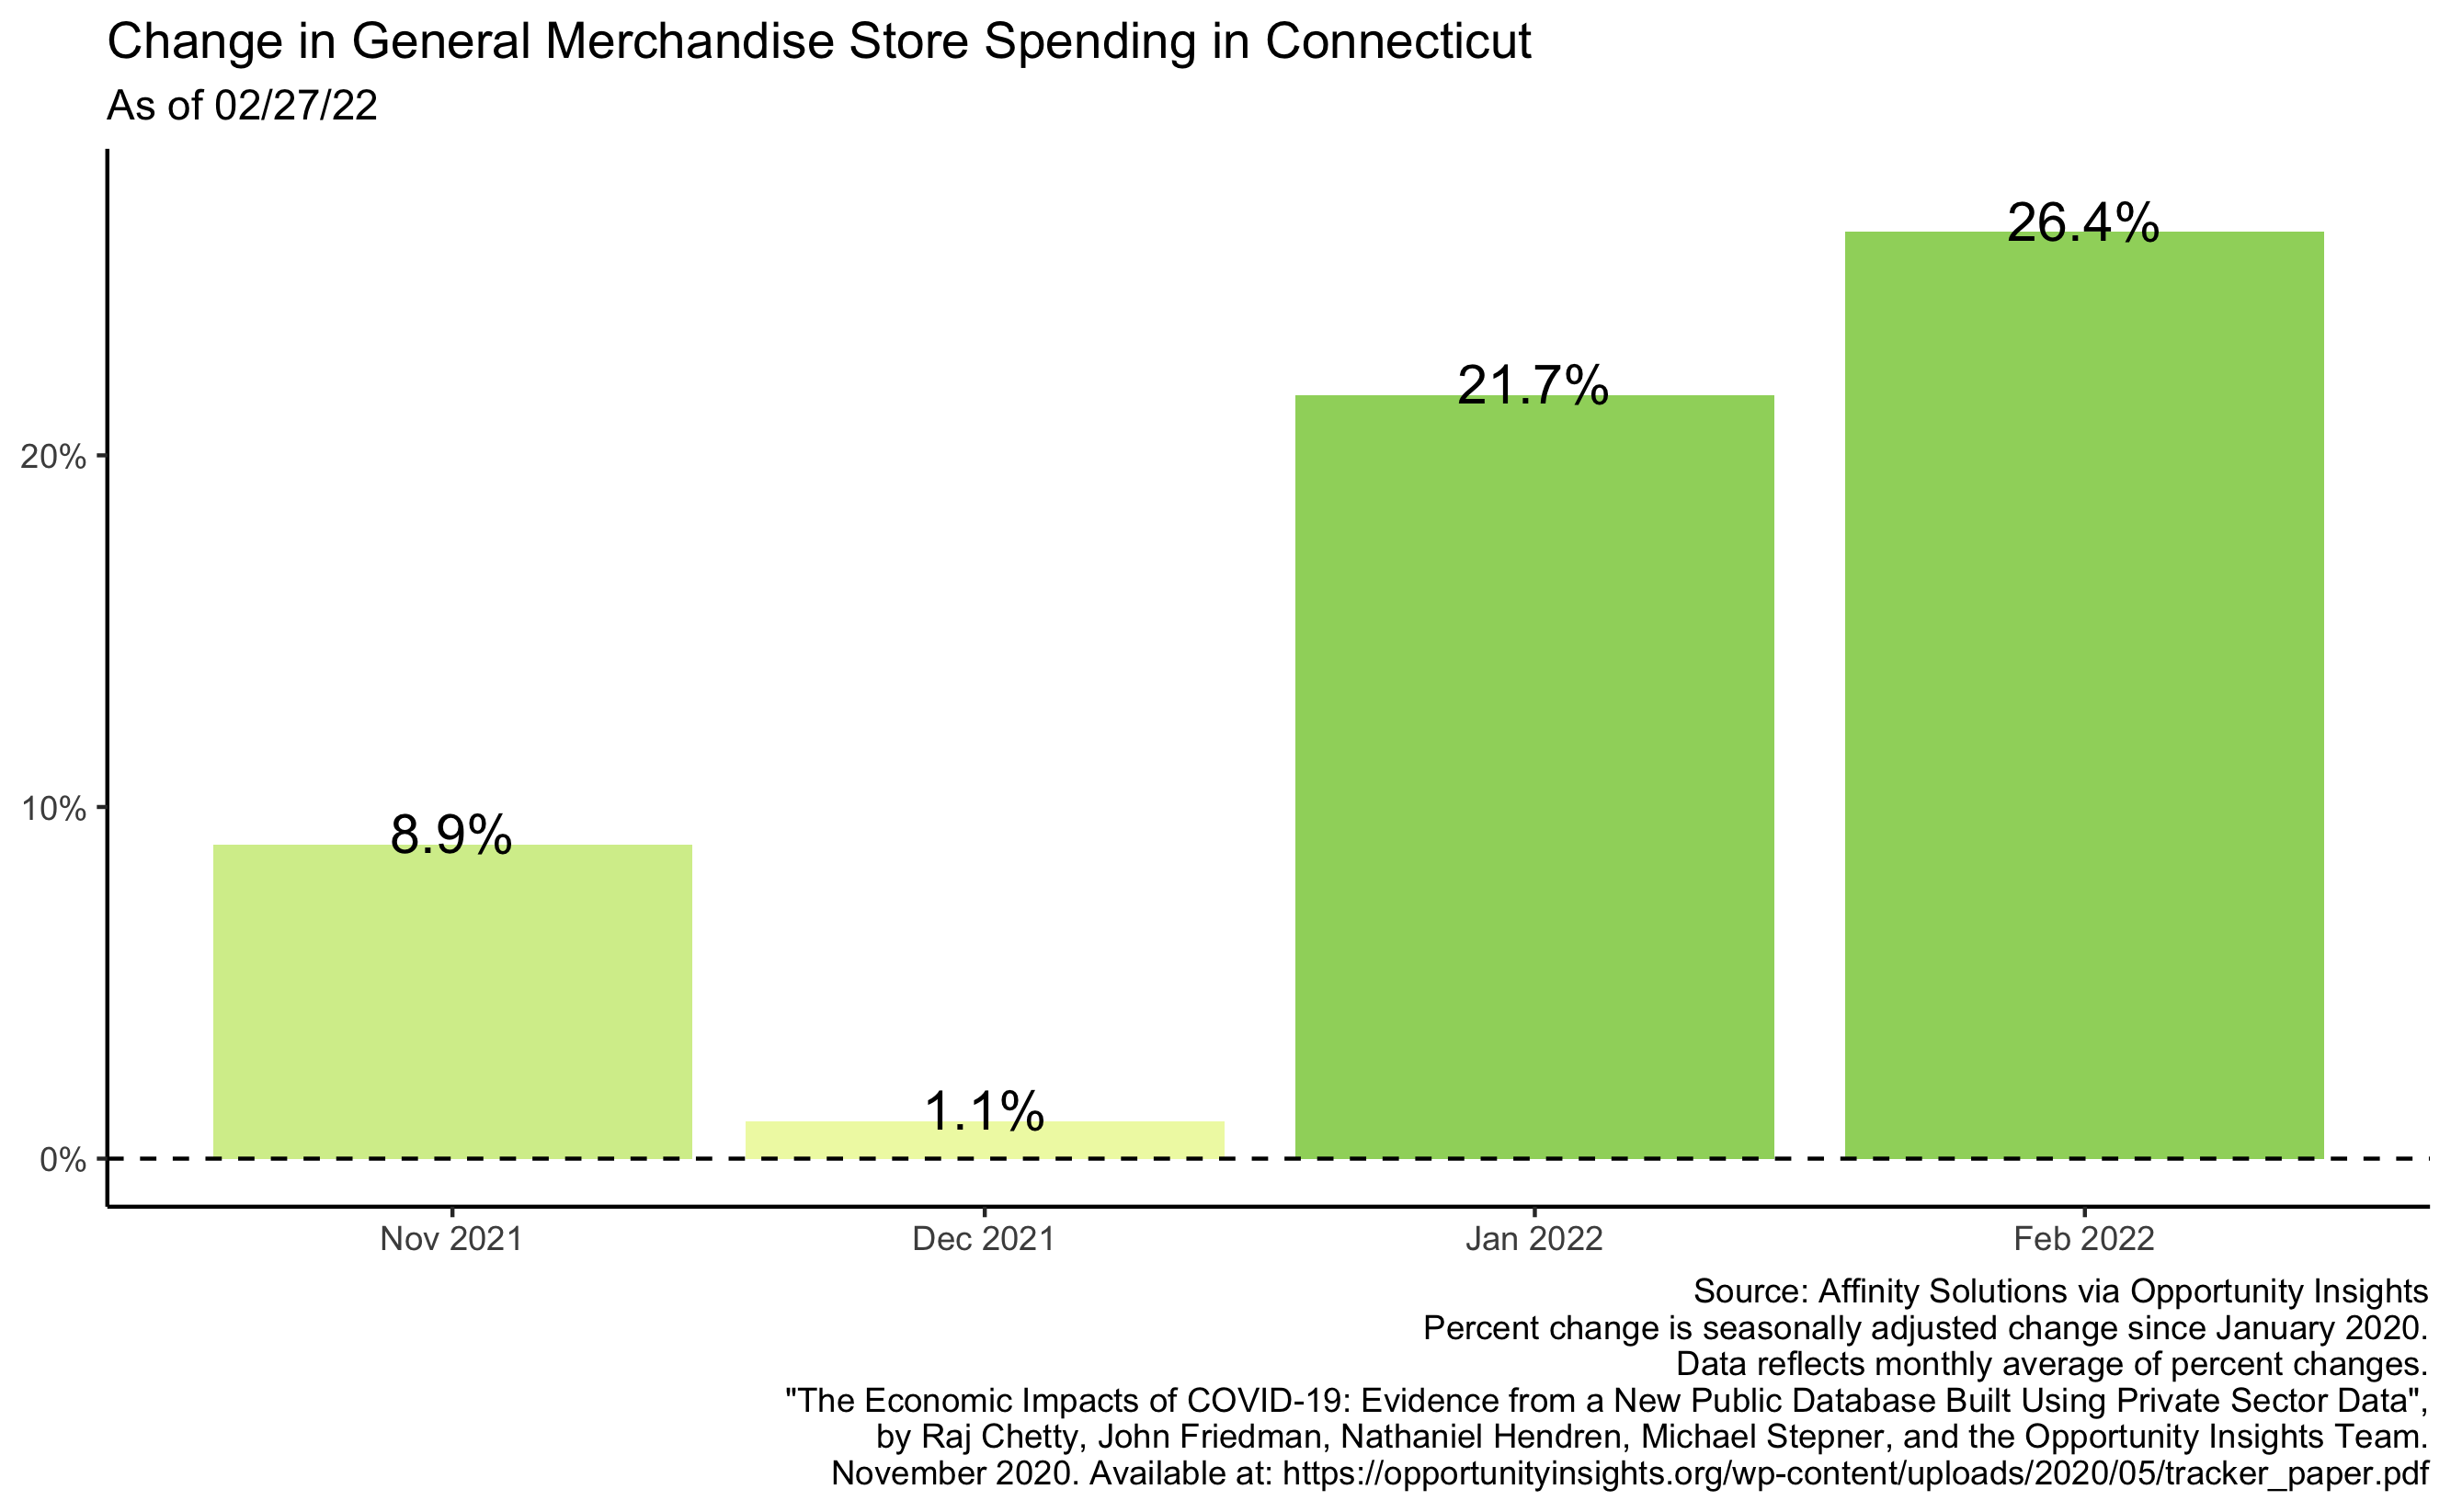 Change in General Merchandise Store Spending in Connecticut
As of 02/27/22
26.4%
21.7%
20%
10%
8.9%
1.1%
0%
Nov 2021
Dec 2021
Jan 2022
Feb 2022
Source: Affinity Solutions via Opportunity Insights
Percent change is seasonally adjusted change since January 2020.
Data reflects monthly average of percent changes.
"The Economic Impacts of COVID-19: Evidence from a New Public Database Built Using Private Sector Data",
by Raj Chetty, John Friedman, Nathaniel Hendren, Michael Stepner, and the Opportunity Insights Team.
November 2020. Available at: https://opportunityinsights.org/wp-content/uploads/2020/05/tracker_paper.pdf